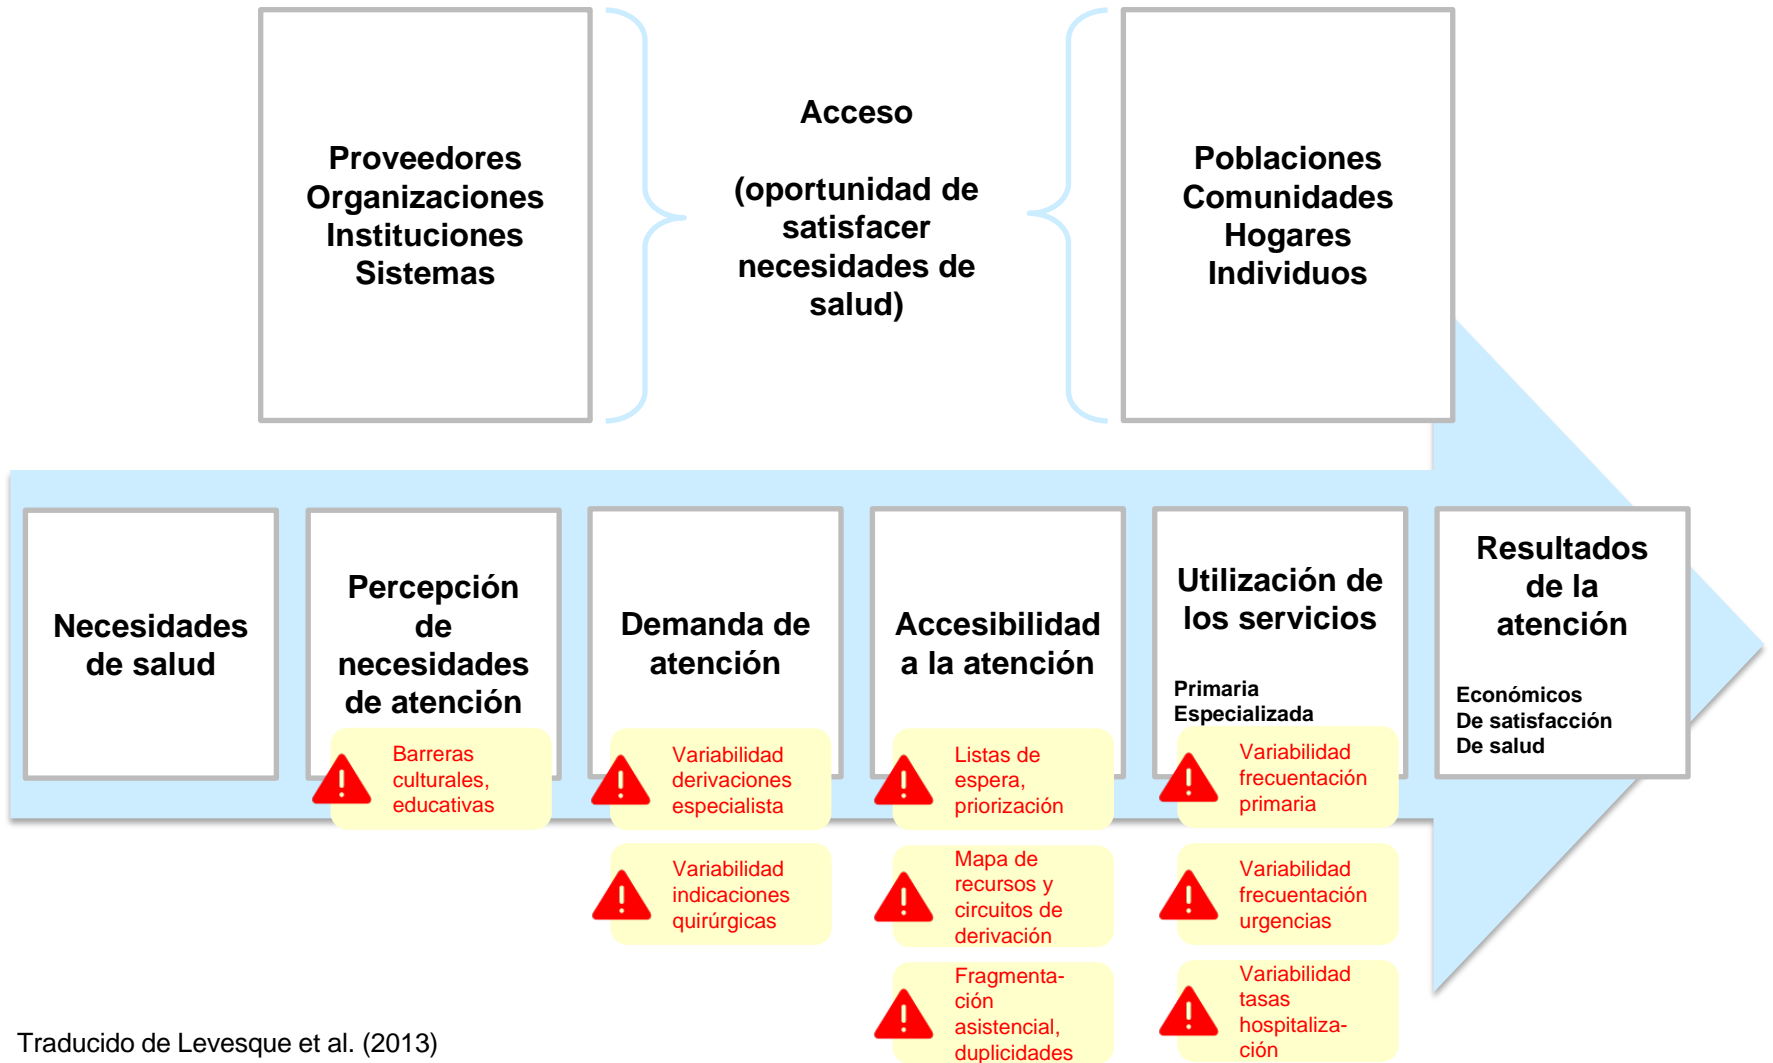 Proveedores
Organizaciones
Instituciones
Sistemas
Acceso
(oportunidad de
satisfacer
necesidades de
salud)
Poblaciones
Comunidades
Hogares
Individuos
Necesidades
de salud
Percepción
de
necesidades
de atención
Barreras
culturales,
educativas
Demanda de
atención
Variabilidad
derivaciones
especialista
Variabilidad
indicaciones
quirúrgicas
Accesibilidad
a la atención
Listas de
espera,
priorización
Mapa de
recursos y
circuitos de
derivación
Fragmenta-
ción
asistencial,
duplicidades
Utilización de
los servicios
Primaria
Especializada
Variabilidad
frecuentación
primaria
Variabilidad
frecuentación
urgencias
Variabilidad
tasas
hospitaliza-
ción
Resultados
de la
atención
Económicos
De satisfacción
De salud
Traducido de Levesque et al. (2013)